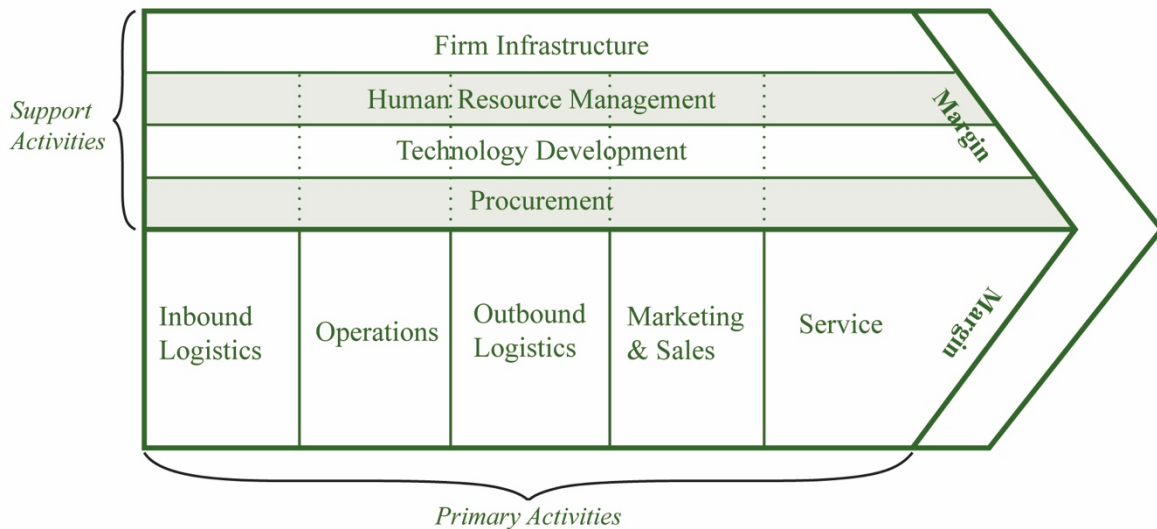 Firm Infrastructure
Human Resource Management
Support
Activities
Technology Development
Procurement
Margin
Inbound
Logistics
Operations
Outbound
Logistics
Marketing
& Sales
Service
Margin
Primary Activities